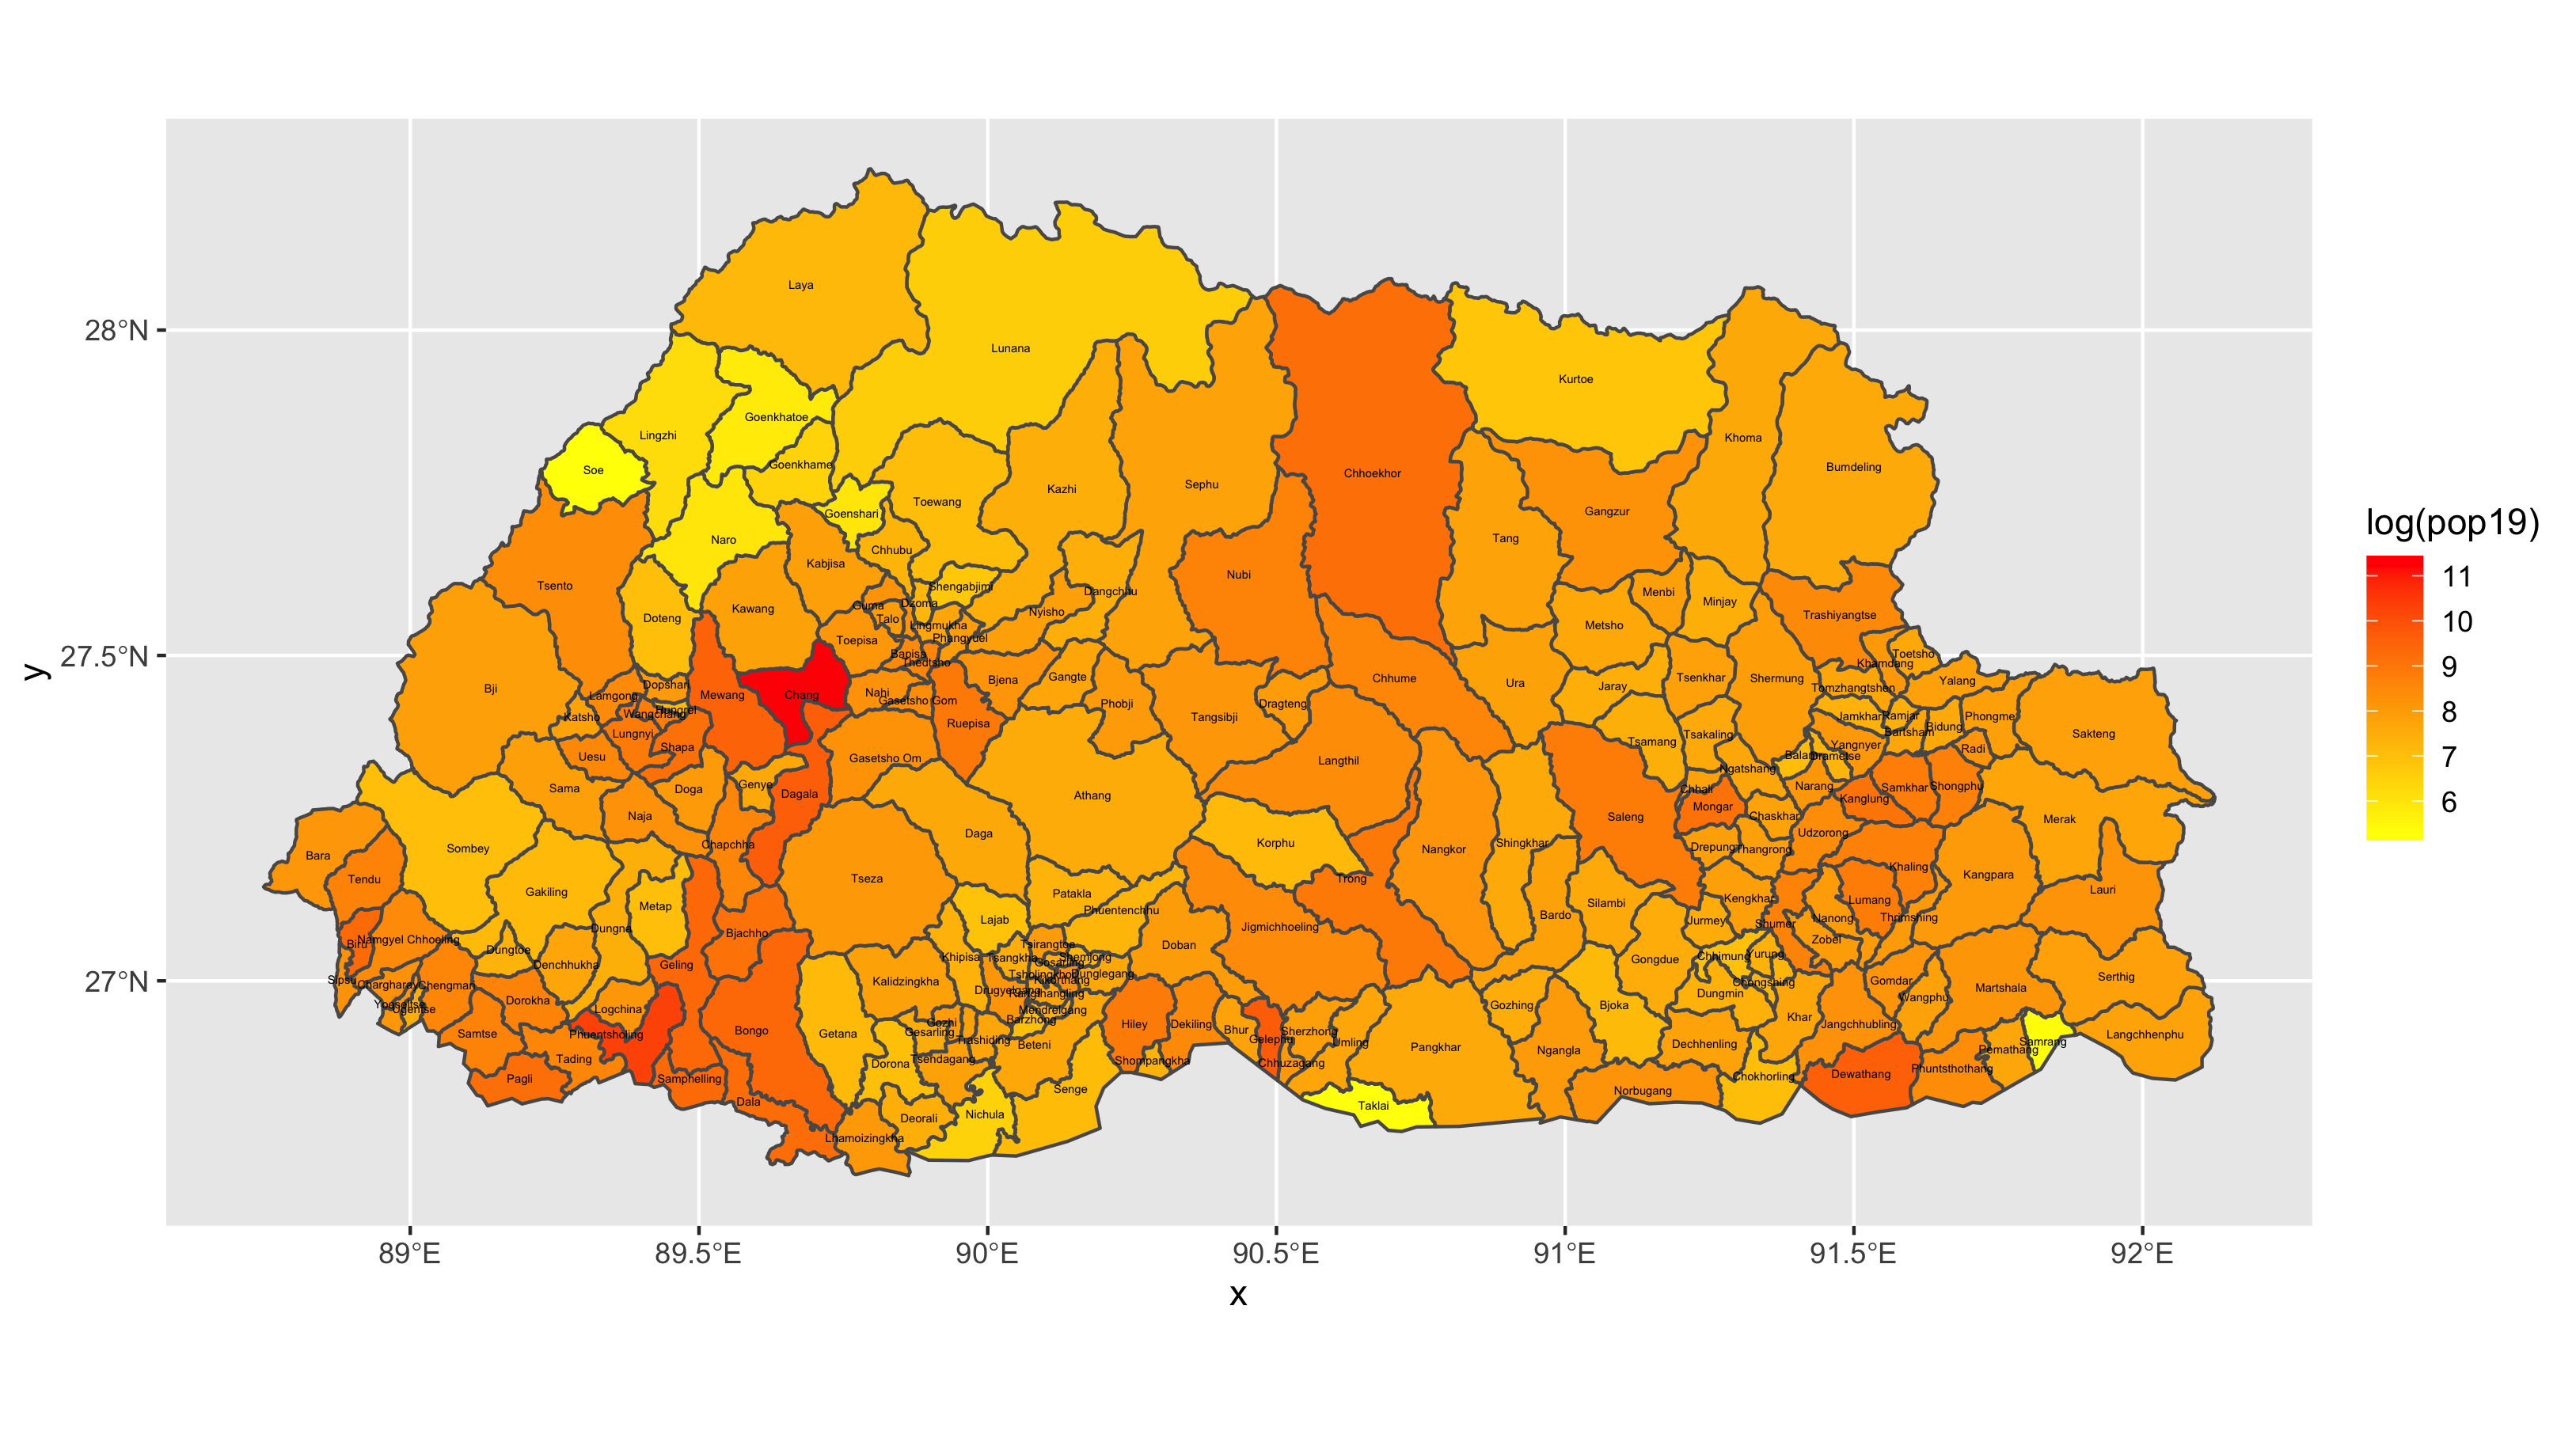 Laya
28°N
Lunana
Kurtoe
Goenkhatoe
Lingzhi
Khoma
Goenkhame
Soe
Chhoekhor
Bumdeling
Sephu
Kazhi
Toewang
Goenshari
Gangzur
log(pop19)
Naro
Tang
Chhubu
Kabjisa
Nubi
11
Tsento
Shengabjimi
Dangchhu
Menbi
Minjay
Kawang
Guma
Dzoma
Nyisho
Trashiyangtse
10
Doteng
Talo
Lingmukha
Metsho
Toepisa
Phangyuel
27.5°N
Bapisa
Thedtsho
Toetsho
Khamdang
9
Bjena
Gangte
Chhume
Tsenkhar
Shermung
Yalang
Bji
Dopshari
Ura
Jaray
Tomzhangtshen
Lamgong
Mewang
Chang
Nahi
Gasetsho Gom
Phobji
Dragteng
8
Katsho
Wangchang
Hungrel
Tangsibji
Jamkhar
Ramjar
Phongme
Ruepisa
Bidung
Bartsham
Sakteng
Lungnyi
Shapa
Tsamang
Tsakaling
Yangnyer
Radi
7
Uesu
Gasetsho Om
Langthil
Balam
Drametse
Ngatshang
Sama
Doga
Genye
Dagala
Athang
Chhali
Narang
Samkhar
Shongphu
6
Naja
Mongar
Kanglung
Saleng
Chaskhar
Merak
Chapchha
Daga
Korphu
Shingkhar
Nangkor
Udzorong
Sombey
Drepung
Thangrong
Bara
Khaling
Tendu
Tseza
Trong
Kangpara
Gakiling
Patakla
Lauri
Metap
Lajab
Phuentenchhu
Bardo
Silambi
Kengkhar
Lumang
Jurmey
Shumer
Nanong
Thrimshing
Dungna
Bjachho
Jigmichhoeling
Namgyel Chhoeling
Tsirangtoe
Doban
Zobel
Dungtoe
Khipisa
Tsangkha
Gosarling
Shemjong
Gongdue
Chhimung
Yurung
Denchhukha
Geling
Sipsu
Chargharay
Chengmari
Kalidzingkha
Tsholingkhor
Dunglegang
Kikorthang
Chongshing
Gomdar
Serthig
Drugyelgang
Rangthangling
Dungmin
Wangphu
Martshala
Yoeseltse
Ugentse
Dorokha
Logchina
Mendrelgang
Barzhong
Gozhing
Bjoka
Khar
Jangchhubling
Samtse
Phuentsholing
Bongo
Getana
Gesarling
Gozhi
Trashiding
Beteni
Hiley
Dekiling
Bhur
Gelephu
Sherzhong
Umling
Pangkhar
Ngangla
Dechhenling
Samrang
Langchhenphu
Tading
Dorona
Tsendagang
Shompangkha
Chhuzagang
Pemathang
Phuntshothang
Pagli
Samphelling
Senge
Norbugang
Chokhorling
Dewathang
Dala
Deorali
Nichula
Taklai
Lhamoizingkha
27°N
y
89°E
89.5°E
90°E
90.5°E
91°E
91.5°E
92°E
x